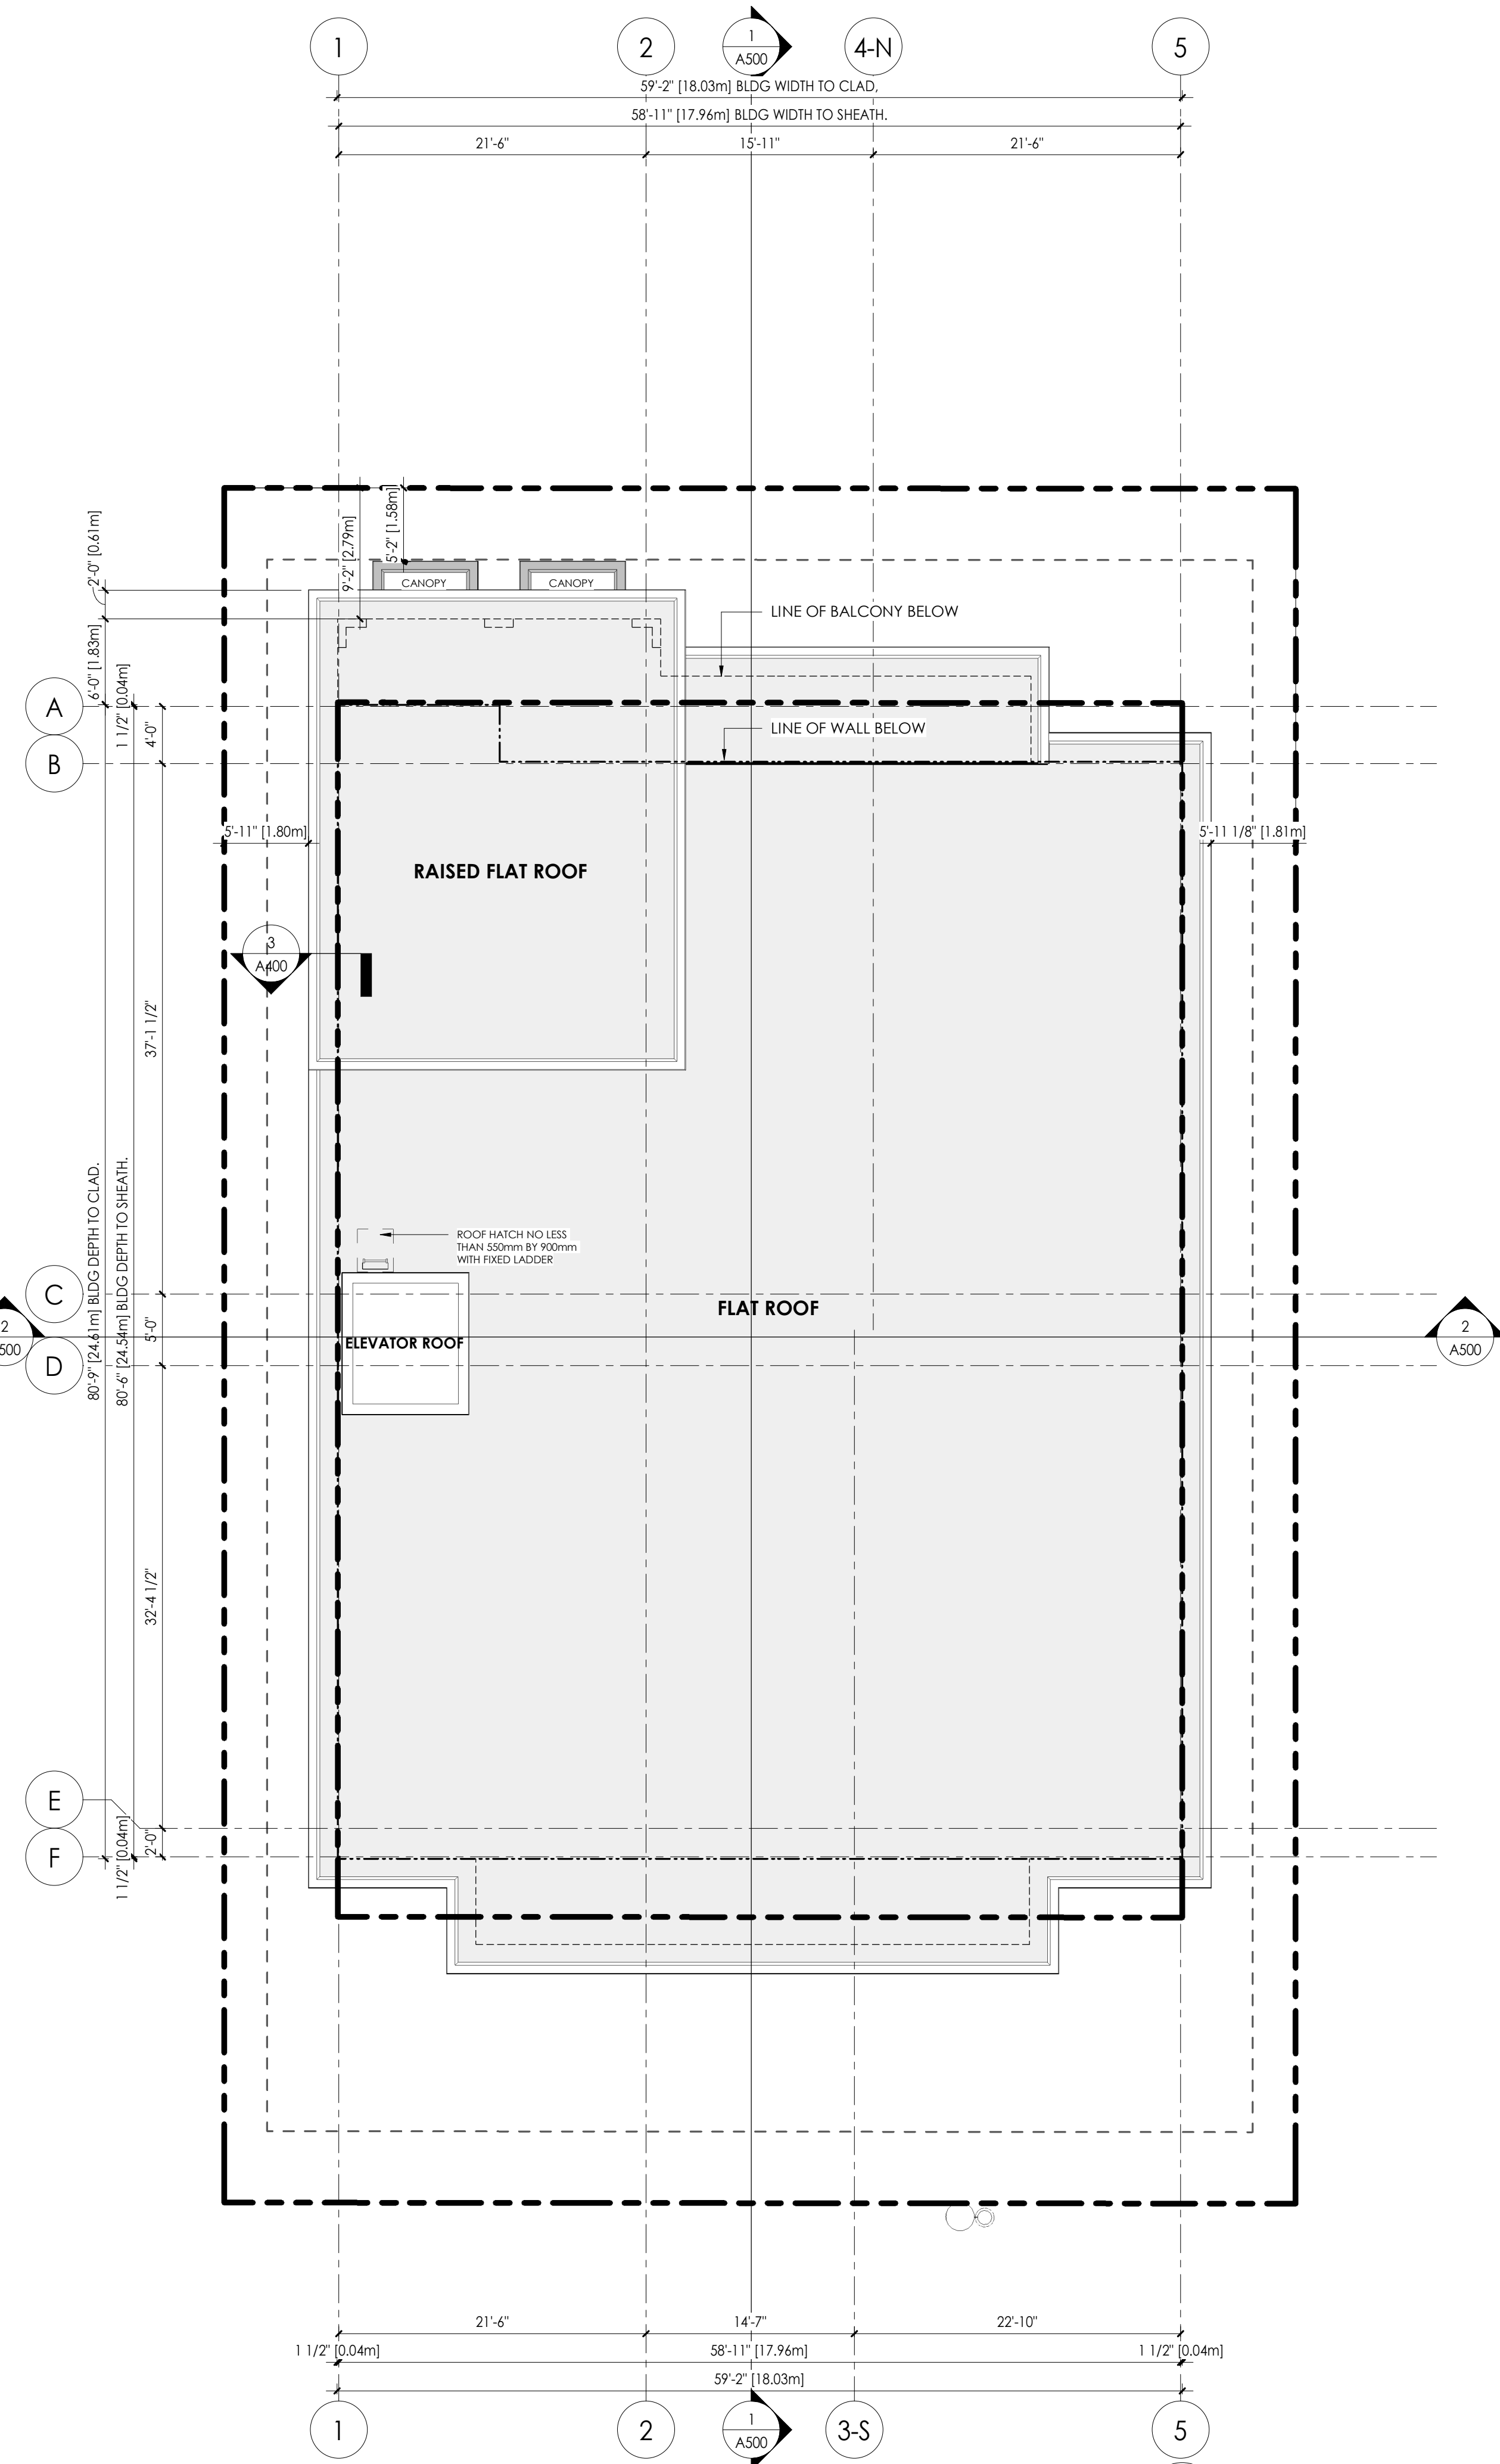 1
2
1
A500
4-N
5
59'-2" [18.03m] BLDG WIDTH TO CLAD,
58'-11" [17.96m] BLDG WIDTH TO SHEATH.
21'-6"
15'-11"
21'-6"
2'-0" [0.61m]
9'-2" [2.79m]
5'-2" [1.58m]
CANOPY
CANOPY
LINE OF BALCONY BELOW
6'-0" [1.83m]
1 1/2" [0.04m]
4'-0"
A
LINE OF WALL BELOW
B
5'-11" [1.80m]
5'-11 1/8" [1.81m]
RAISED FLAT ROOF
3
A400
37'-1 1/2"
80'-9" [24.61m] BLDG DEPTH TO CLAD.
80'-6" [24.54m] BLDG DEPTH TO SHEATH.
ROOF HATCH NO LESS
THAN 550mm BY 900mm
WITH FIXED LADDER
C
FLAT ROOF
2
500
5'-0"
ELEVATOR ROOF
2
A500
D
32'-4 1/2"
E
2'-0"
F
1 1/2" [0.04m]
21'-6"
14'-7"
22'-10"
1 1/2" [0.04m]
58'-11" [17.96m]
1 1/2" [0.04m]
59'-2" [18.03m]
1
2
1
A500
3-S
5